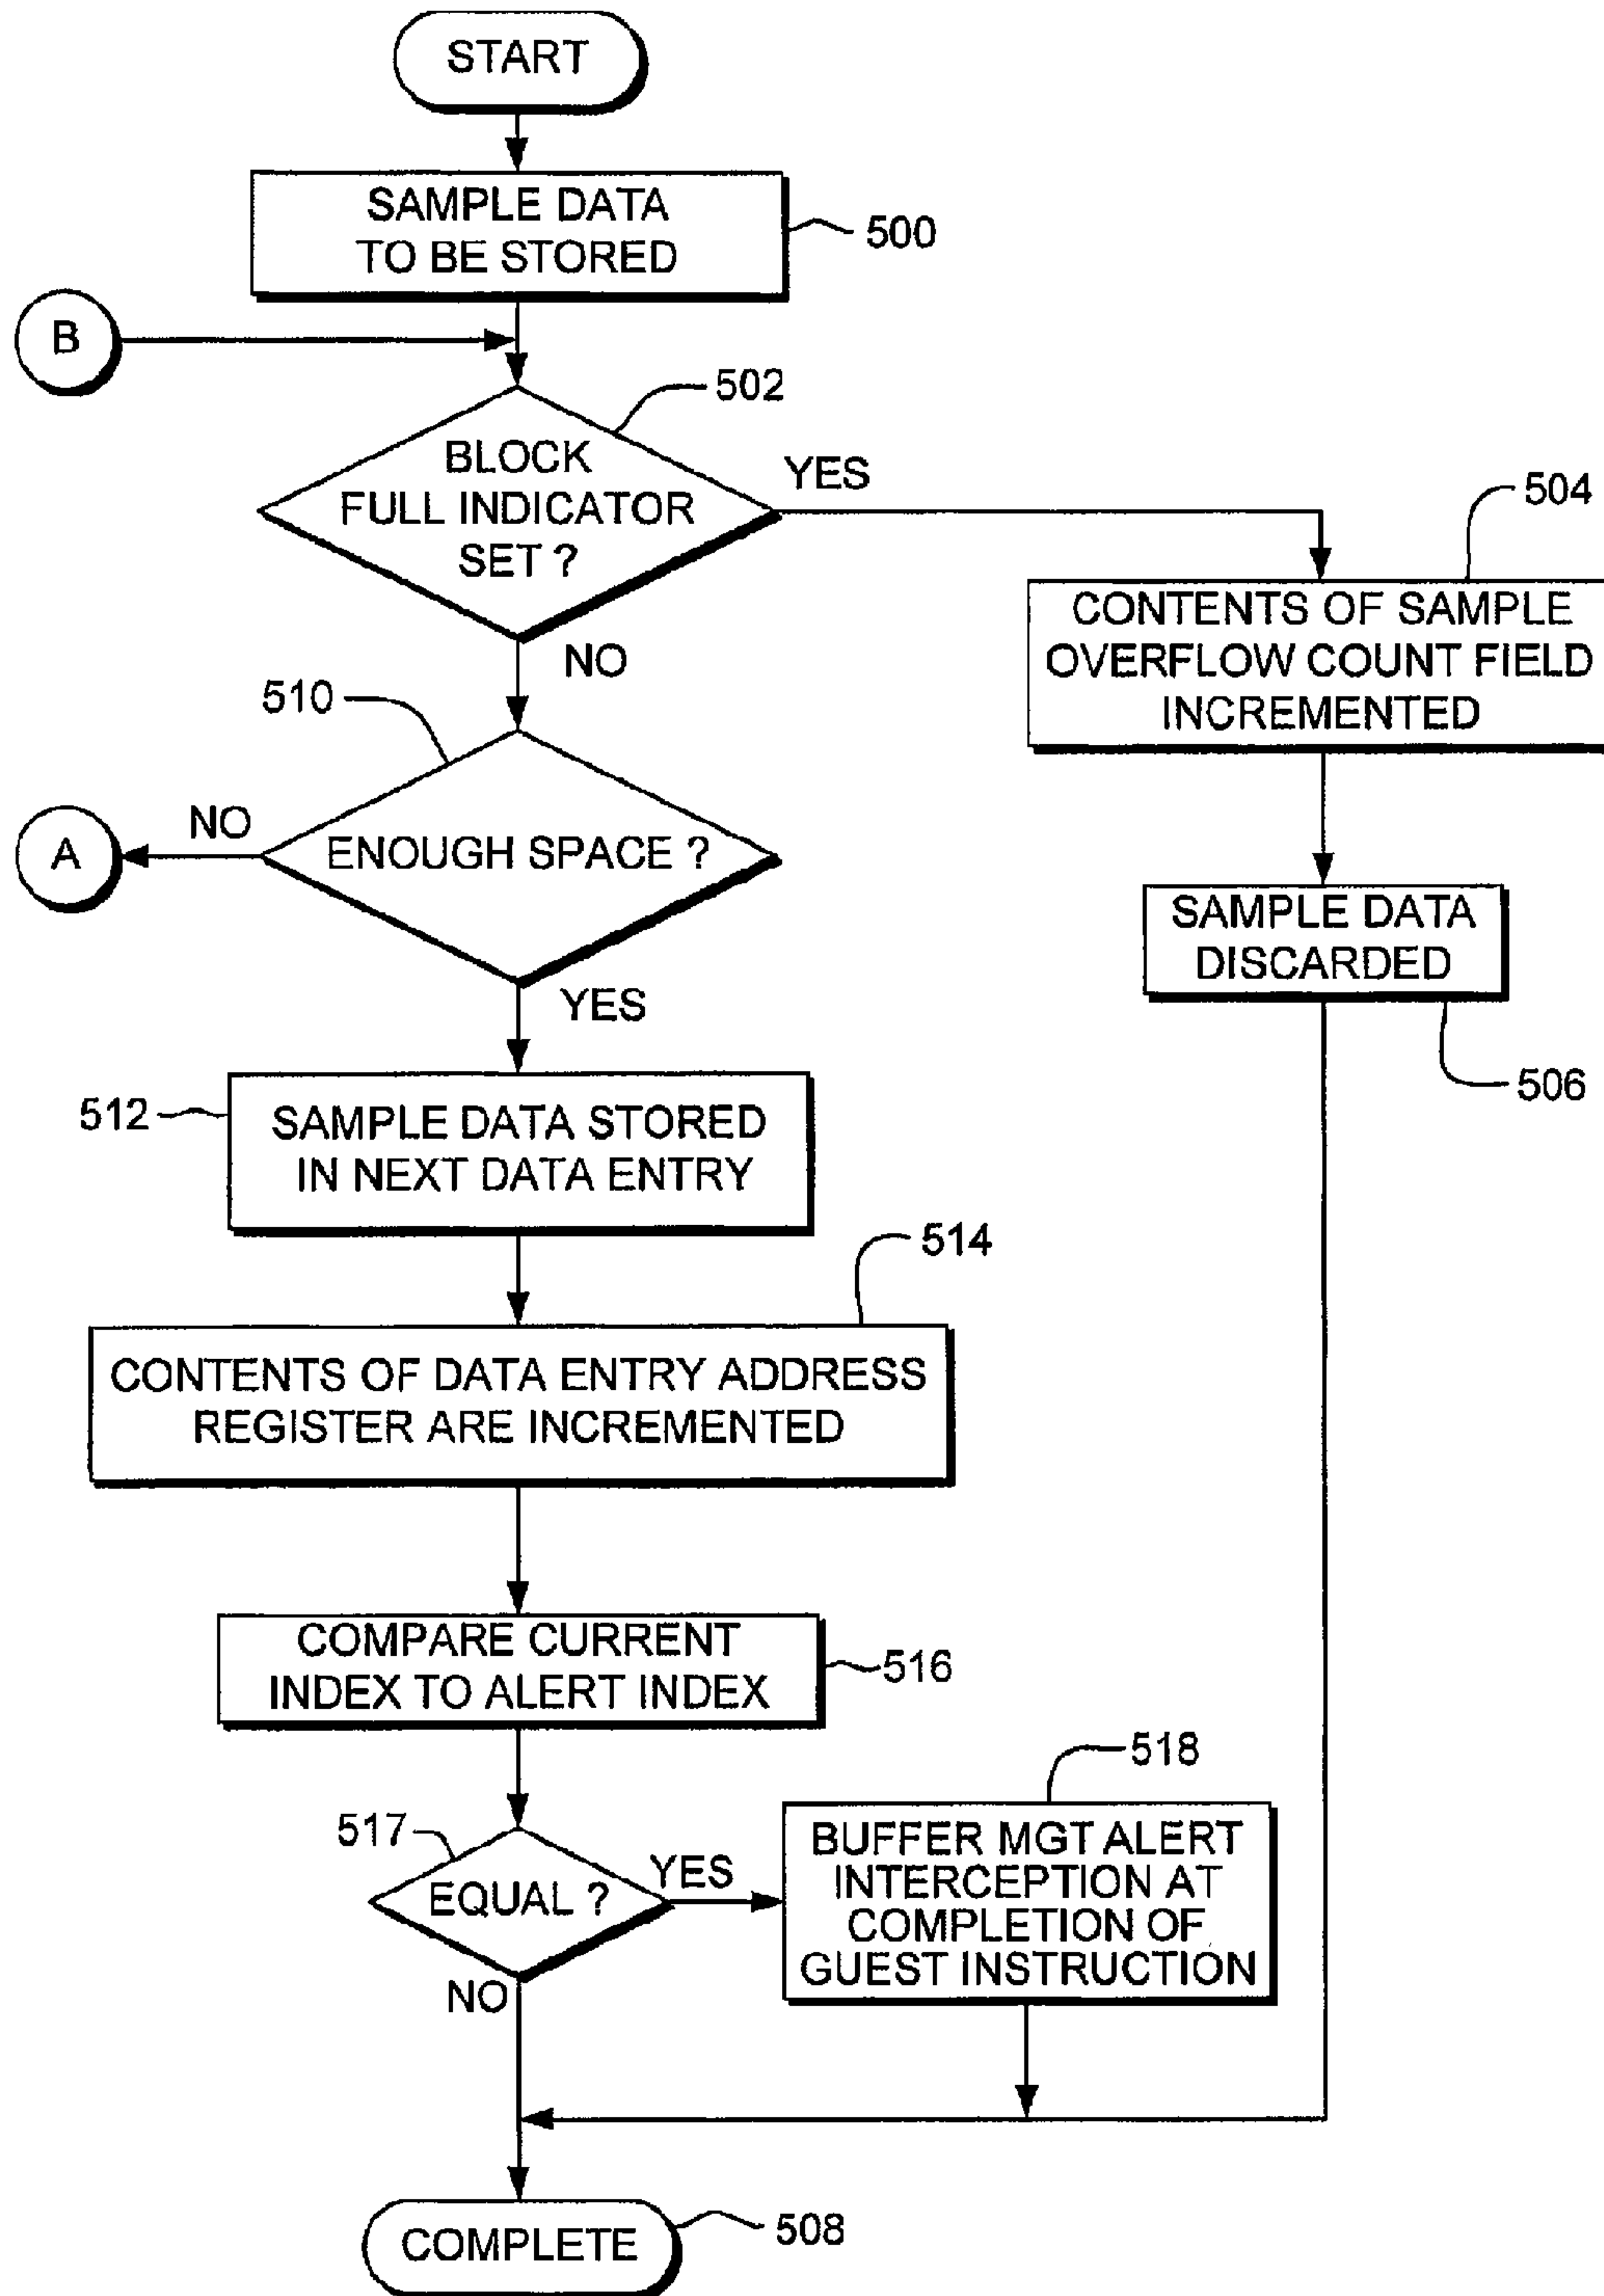 START
SAMPLE DATA
TO BE STORED
500
B
502
BLOCK
FULL INDICATOR
SET ?
YES
504
CONTENTS OF SAMPLE
OVERFLOW COUNT FIELD
INCREMENTED
NO
510
ENOUGH SPACE ?
NO
A
SAMPLE DATA
DISCARDED
506
YES
512
SAMPLE DATA STORED
IN NEXT DATA ENTRY
514
CONTENTS OF DATA ENTRY ADDRESS
REGISTER ARE INCREMENTED
COMPARE CURRENT
INDEX TO ALERT INDEX
516
517
EQUAL ?
YES
518
BUFFER MGT ALERT
INTERCEPTION AT
COMPLETION OF
GUEST INSTRUCTION
NO
COMPLETE
508